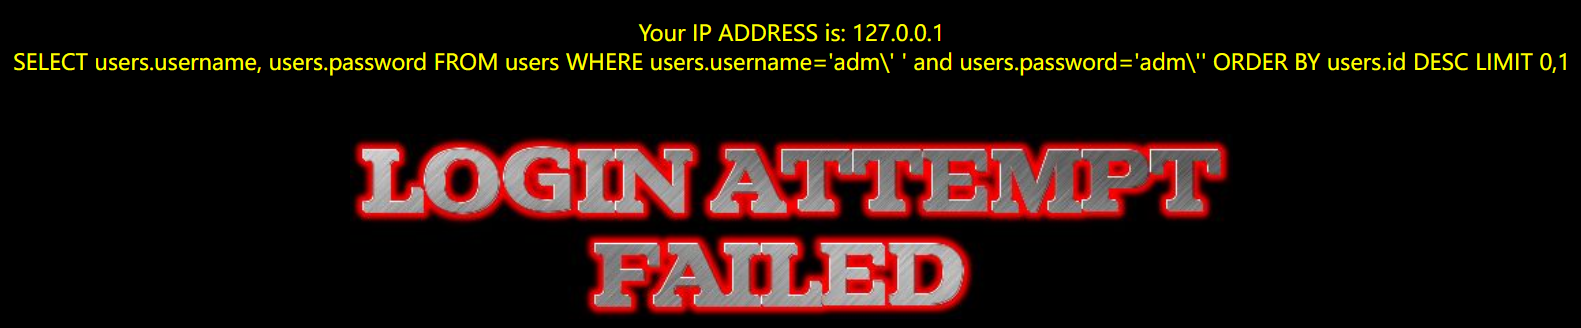 Your IP ADDRESS is: 127.0.0.1
SELECT users.username, users.password FROM users WHERE users.username='adm\' ' and users.password='adm\'' ORDER BY users.id DESC LIMIT 0,1
LOGIN ATTEMPT
FAILED